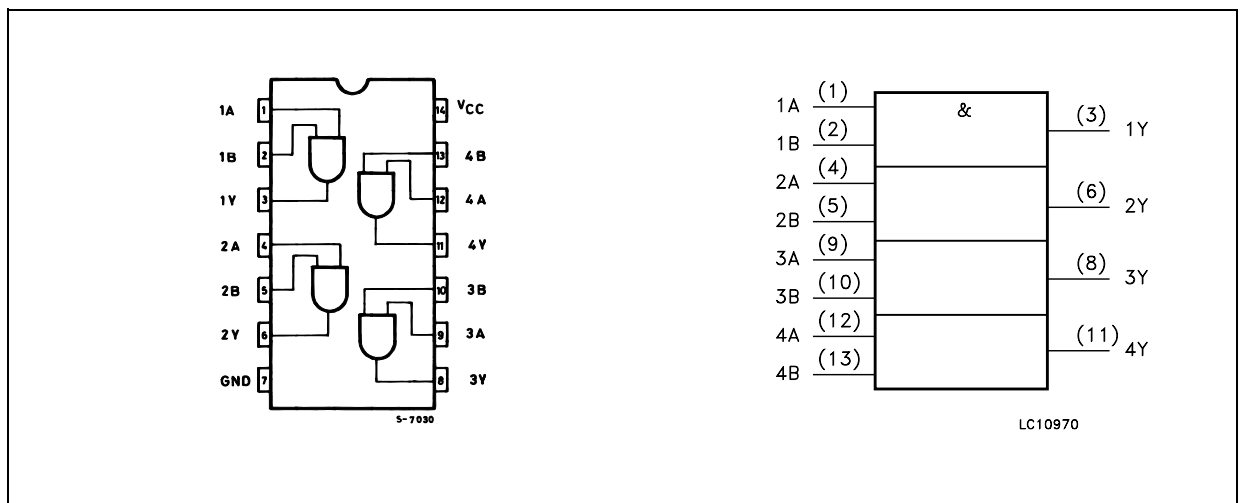 1A 1 14 VCC
1B 2 13 4B
1Y 3 12 4A
2A 4 11 4Y
2B 5 10 3B
2Y 6 9 3A
GND 7 8 3Y
S-7030
&
1A (1)
1B (2)
(3) 1Y
2A (4)
2B (5)
(6) 2Y
3A (9)
3B (10)
(8) 3Y
4A (12)
4B (13)
(11) 4Y
LC10970